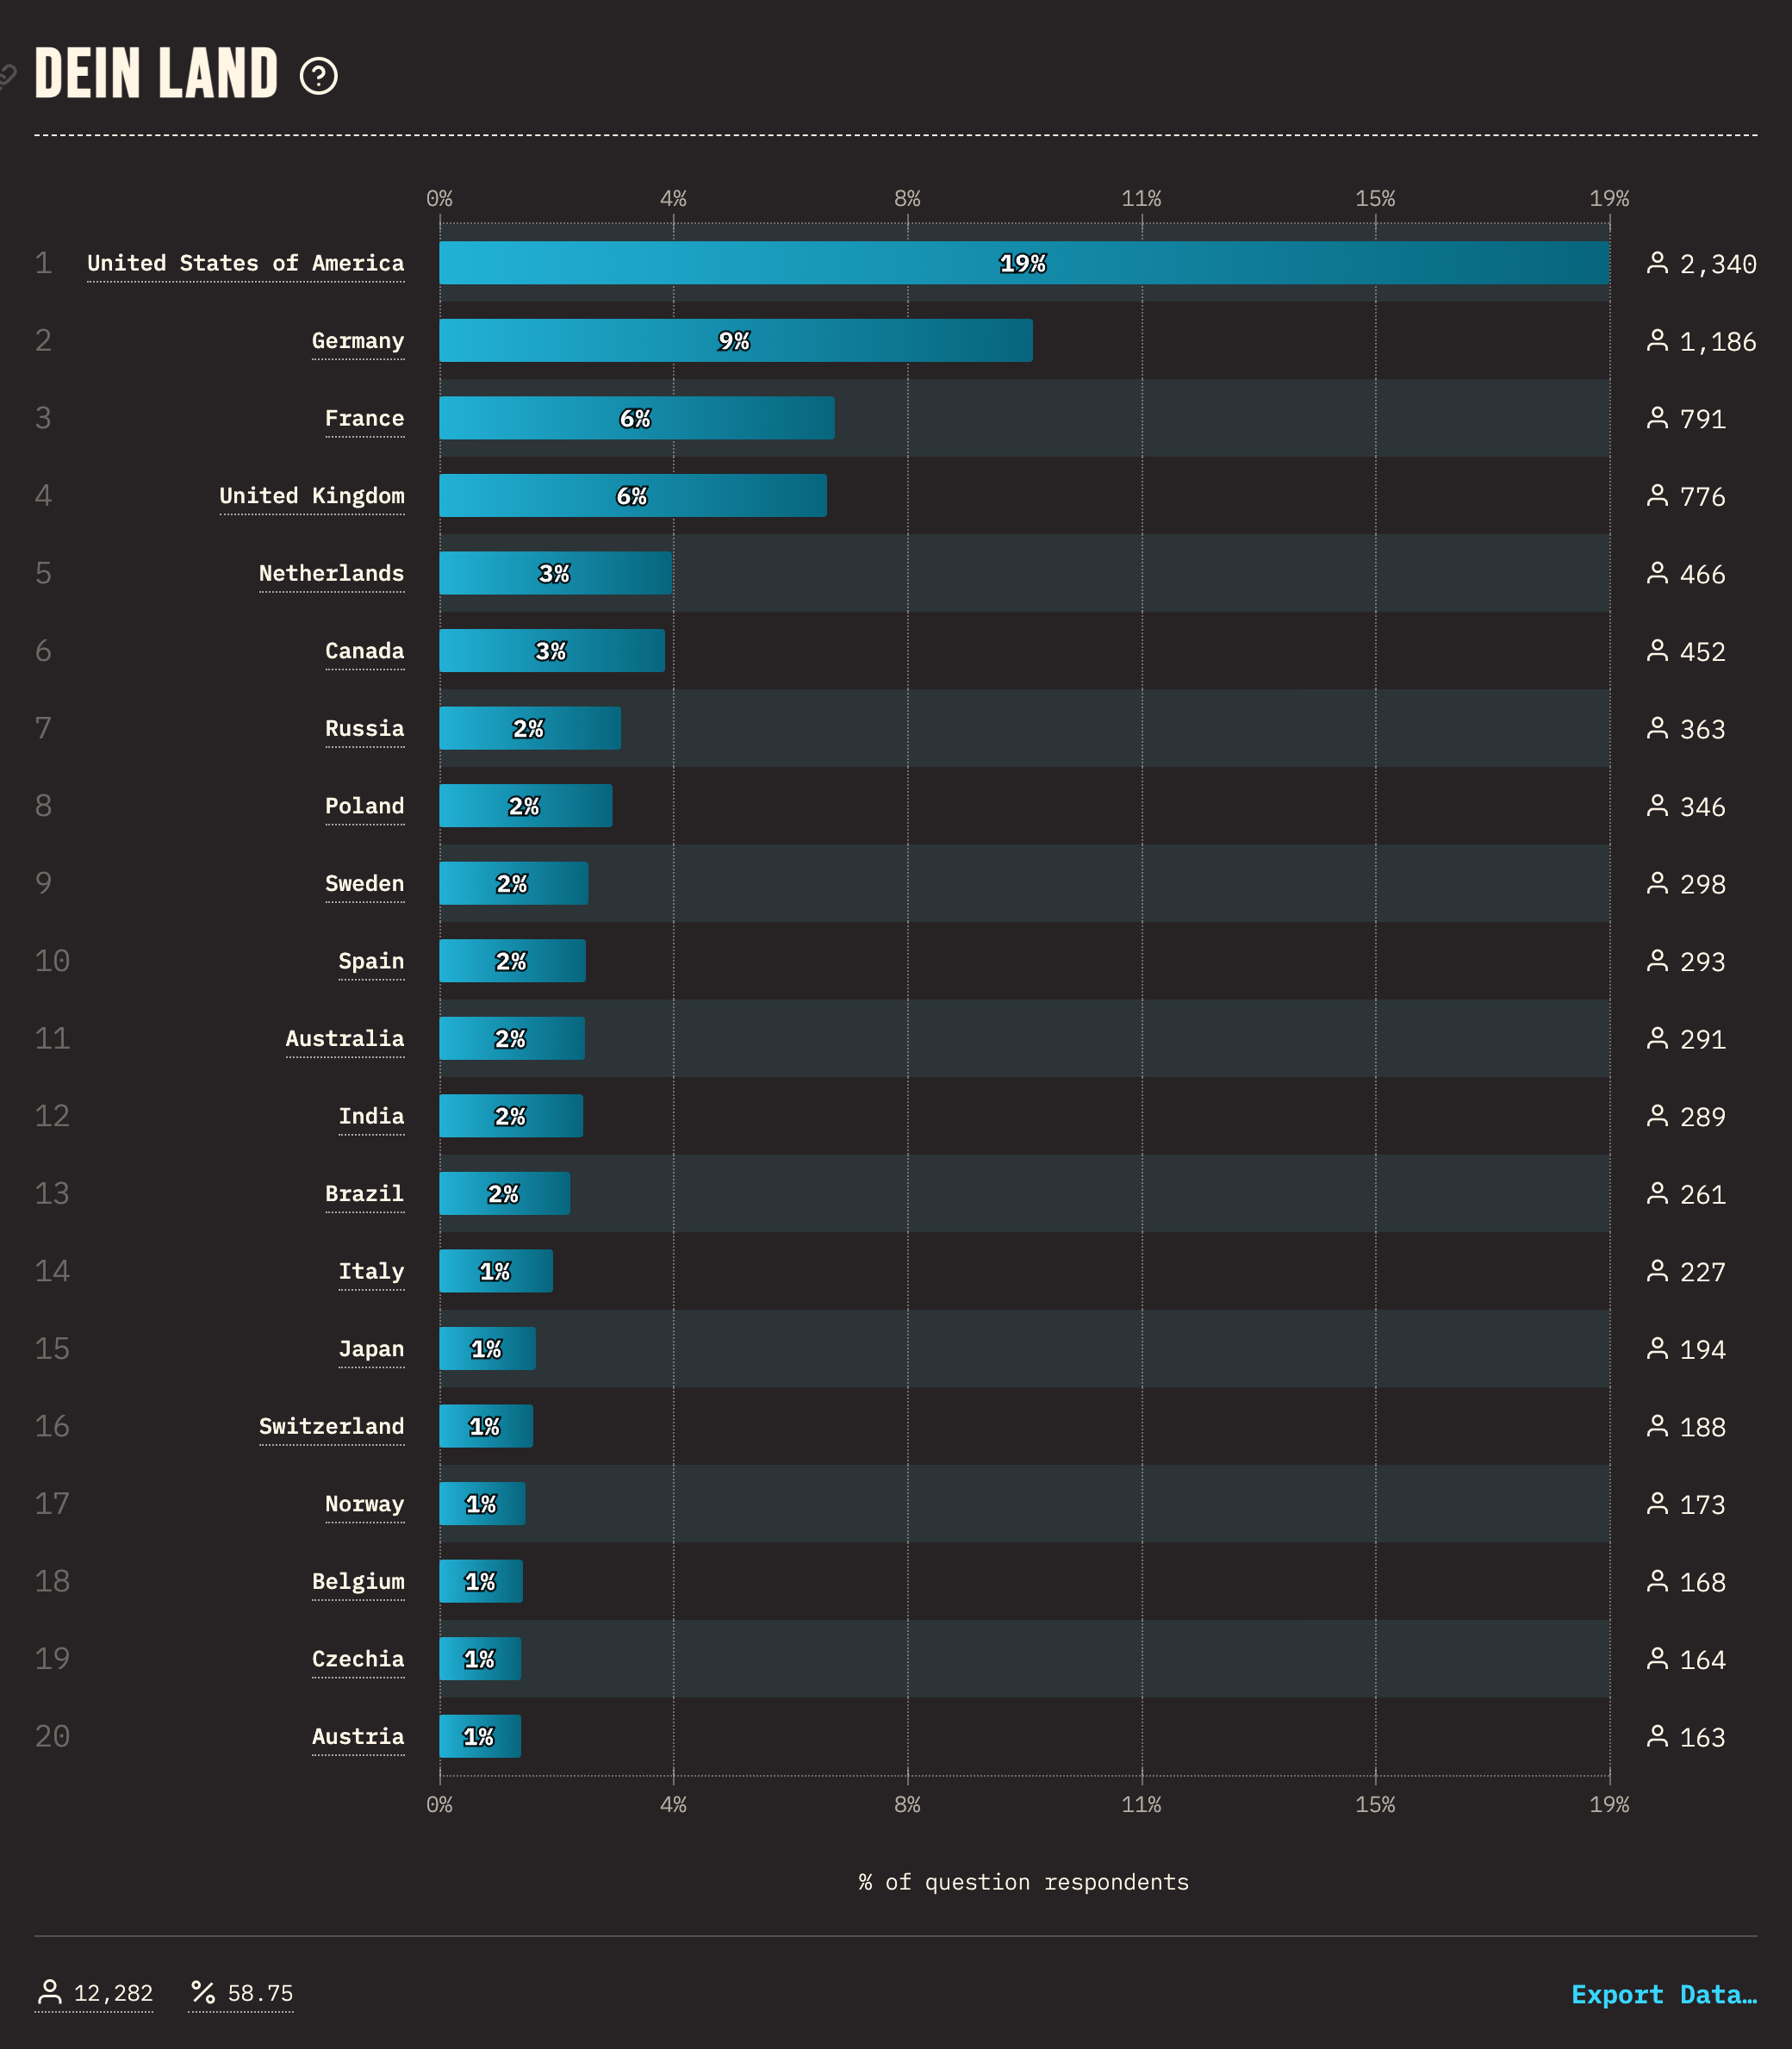 DEIN LAND ?
0% 4% 8% 11% 15% 19%
1 United States of America 19% 2,340
2 Germany 9% 1,186
3 France 6% 791
4 United Kingdom 6% 776
5 Netherlands 3% 466
6 Canada 3% 452
7 Russia 2% 363
8 Poland 2% 346
9 Sweden 2% 298
10 Spain 2% 293
11 Australia 2% 291
12 India 2% 289
13 Brazil 2% 261
14 Italy 1% 227
15 Japan 1% 194
16 Switzerland 1% 188
17 Norway 1% 173
18 Belgium 1% 168
19 Czechia 1% 164
20 Austria 1% 163
0% 4% 8% 11% 15% 19%
% of question respondents
12,282 % 58.75 Export Data…